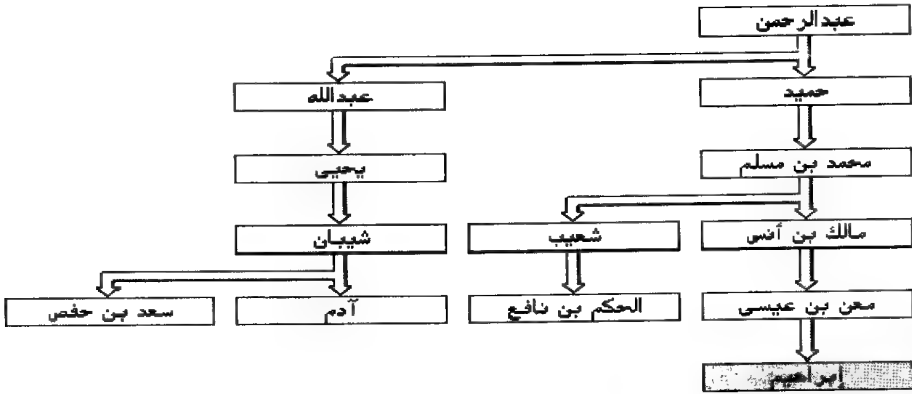 عبدالرحمن
حميد
عبدالله
محمد بن مسلم
يحيى
مالك بن أنس
شعيب
شيبان
معن بن عيسى
الحكم بن نافع
آدم
سعد بن حفص
إبراهيم